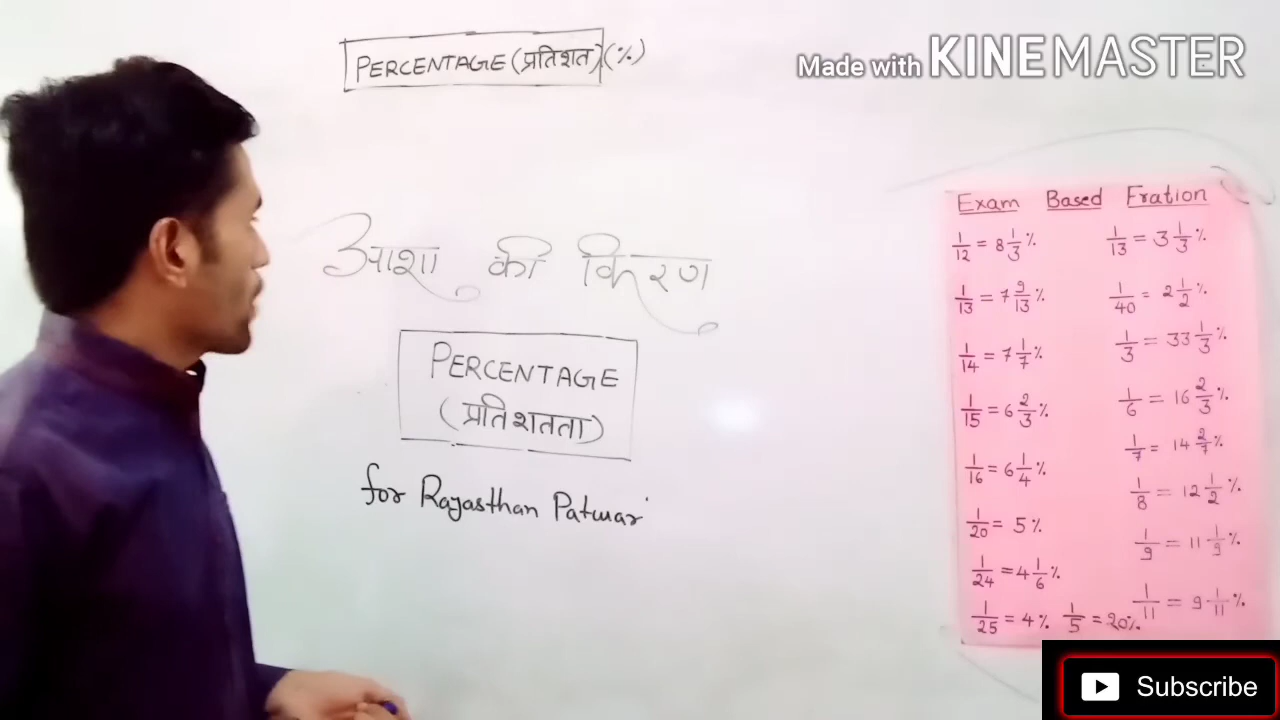 PERCENTAGE (प्रतिशत) (%)
Made with KINEMASTER
आशा की किरण
PERCENTAGE
(प्रतिशतता)
for Rajasthan Patwar
Exam Based Fration
1/12 = 8 1/3 %
1/13 = 7 9/13 %
1/14 = 7 1/7 %
1/15 = 6 2/3 %
1/16 = 6 1/4 %
1/20 = 5 %
1/24 = 4 1/6 %
1/25 = 4 %
1/5 = 20%
1/13 = 3 1/3 %
1/40 = 2 1/2 %
1/3 = 33 1/3 %
1/6 = 16 2/3 %
1/7 = 14 2/7 %
1/8 = 12 1/2 %
1/9 = 11 1/9 %
1/11 = 9 1/11 %
Subscribe